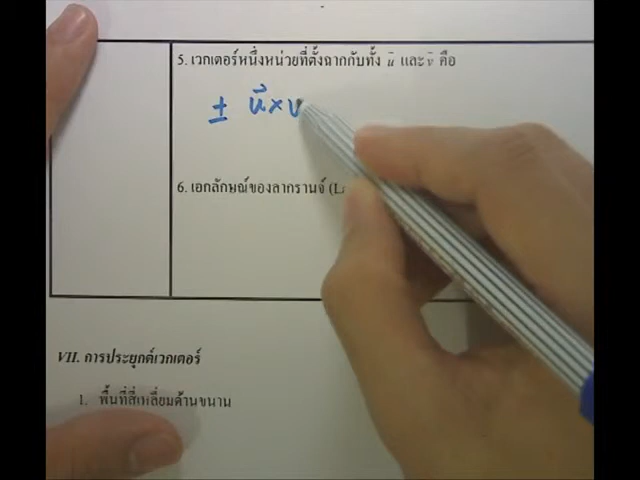 5. เวกเตอร์หนึ่งหน่วยที่ตั้งฉากกับทั้ง u̅ และ v̅ คือ
± u⃗ × v
6. เอกลักษณ์ของลากรานจ์ (L
VII. การประยุกต์เวกเตอร์
1. พื้นที่สี่เหลี่ยมด้านขนาน